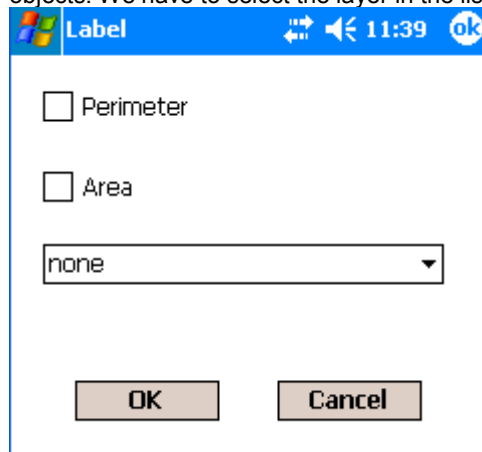 objects. We have to select the layer in the lis
Label 11:39 ok
Perimeter
Area
none
OK Cancel